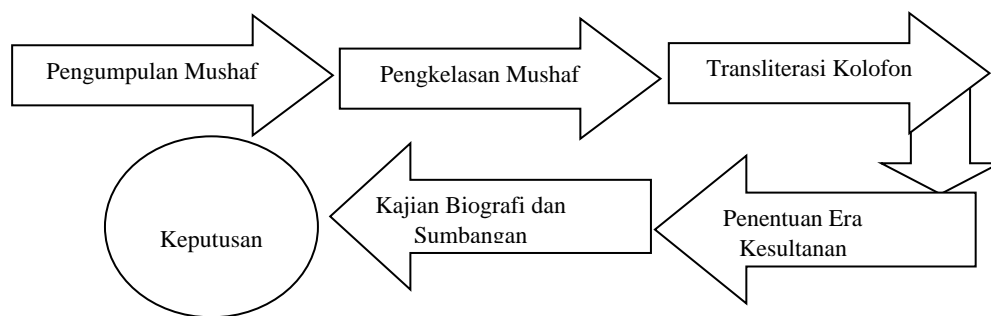 Pengumpulan Mushaf
Pengkelasan Mushaf
Transliterasi Kolofon
Penentuan Era
Kesultanan
Kajian Biografi dan
Sumbangan
Keputusan